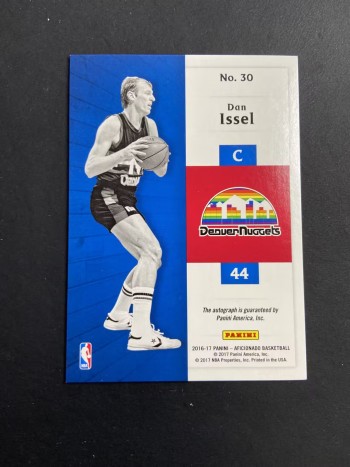 No. 30
Dan
Issel
C
Denver Nuggets
44
The autograph is guaranteed by
Panini America, Inc.
PANINI
2016-17 PANINI – AFICIONADO BASKETBALL
© 2017 Panini America, Inc.
© 2017 NBA Properties, Inc. Printed in the USA.
NBA